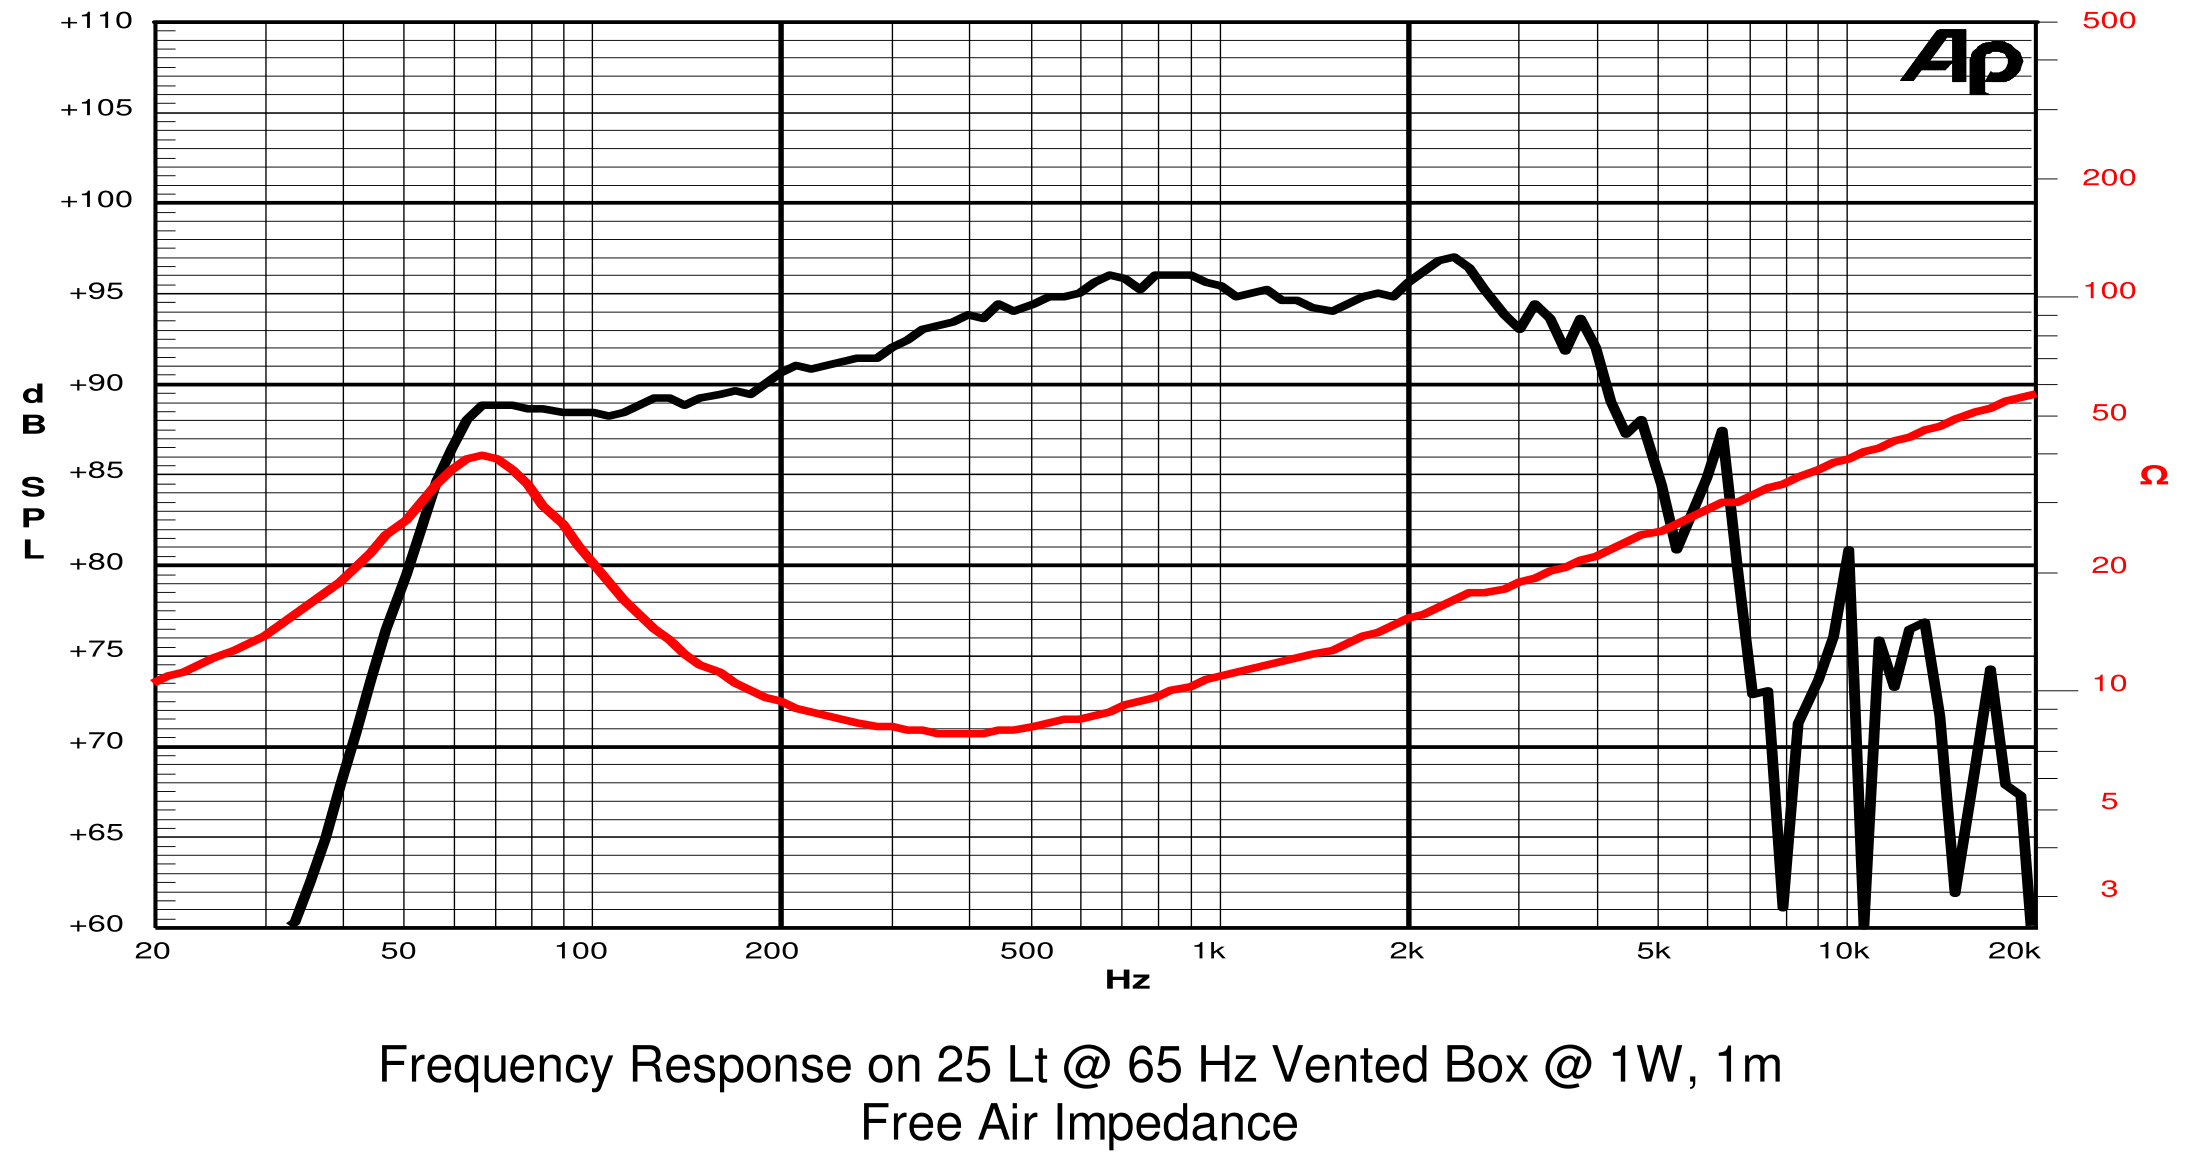 +110
+105
+100
+95
+90
+85
+80
+75
+70
+65
+60
dB SPL
500
200
100
50
20
10
5
3
Ω
Ap
20 50 100 200 500 1k 2k 5k 10k 20k
Hz
Frequency Response on 25 Lt @ 65 Hz Vented Box @ 1W, 1m
Free Air Impedance